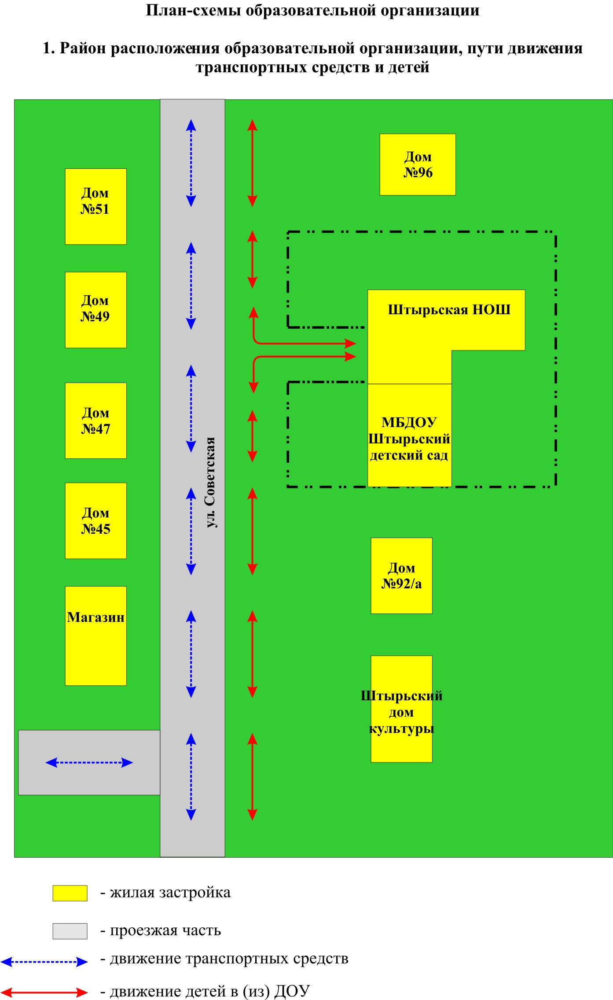 План-схемы образовательной организации
1. Район расположения образовательной организации, пути движения
транспортных средств и детей
Дом
№96
Дом
№51
Дом
№49
Штырьская НОШ
Дом
№47
МБДОУ
Штырьский
детский сад
ул. Советская
Дом
№45
Дом
№92/а
Магазин
Штырьский
дом
культуры
- жилая застройка
- проезжая часть
- движение транспортных средств
- движение детей в (из) ДОУ